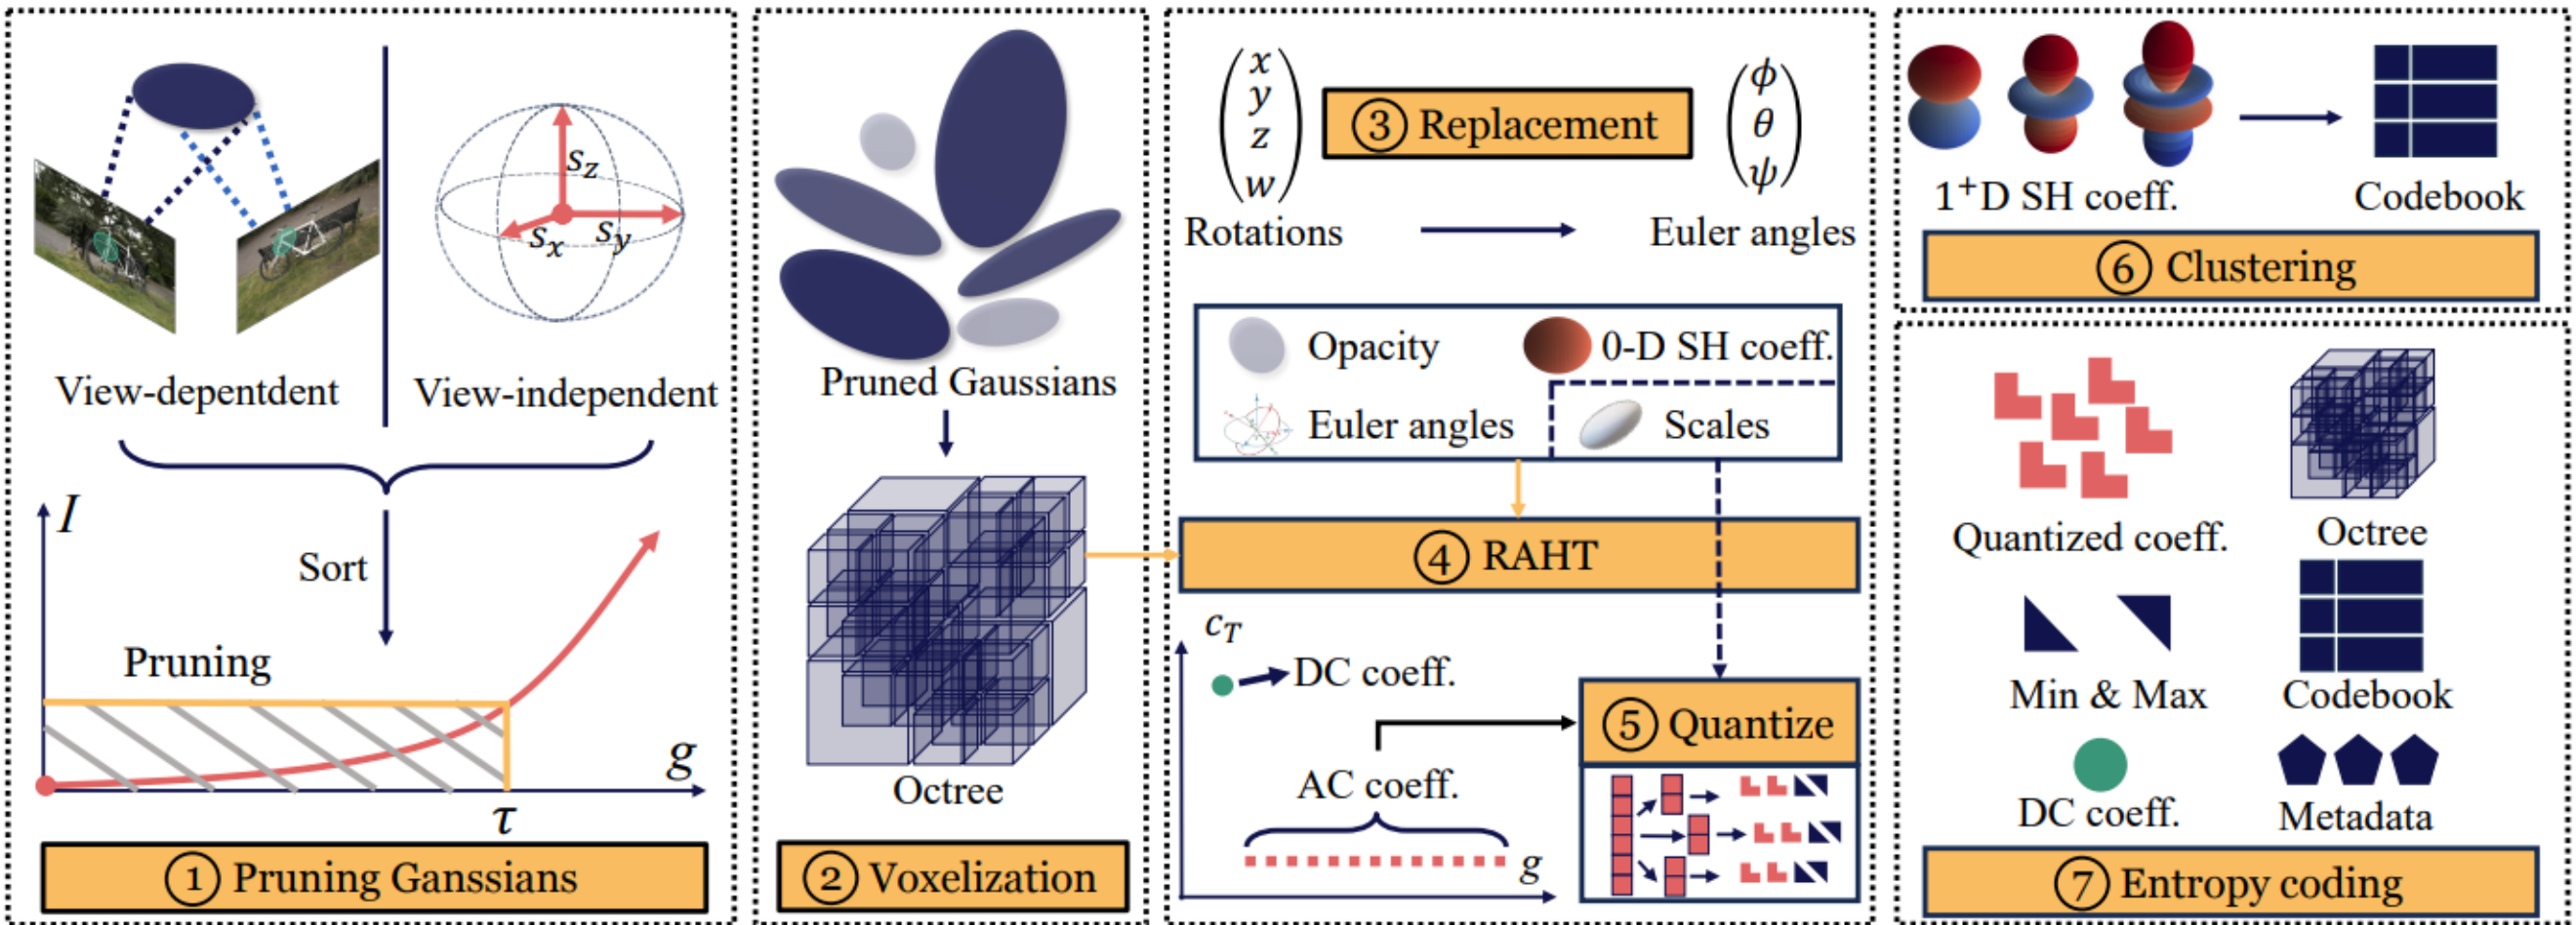 s_z
s_x
s_y
View-depentdent
View-independent
I
Sort
Pruning
g
τ
① Pruning Ganssians
Pruned Gaussians
Octree
② Voxelization
x
y
z
w
③ Replacement
ϕ
θ
ψ
Rotations
Euler angles
Opacity
0-D SH coeff.
Euler angles
Scales
④ RAHT
c_T
DC coeff.
AC coeff.
g
⑤ Quantize
1⁺D SH coeff.
Codebook
⑥ Clustering
Quantized coeff.
Octree
Min & Max
Codebook
DC coeff.
Metadata
⑦ Entropy coding